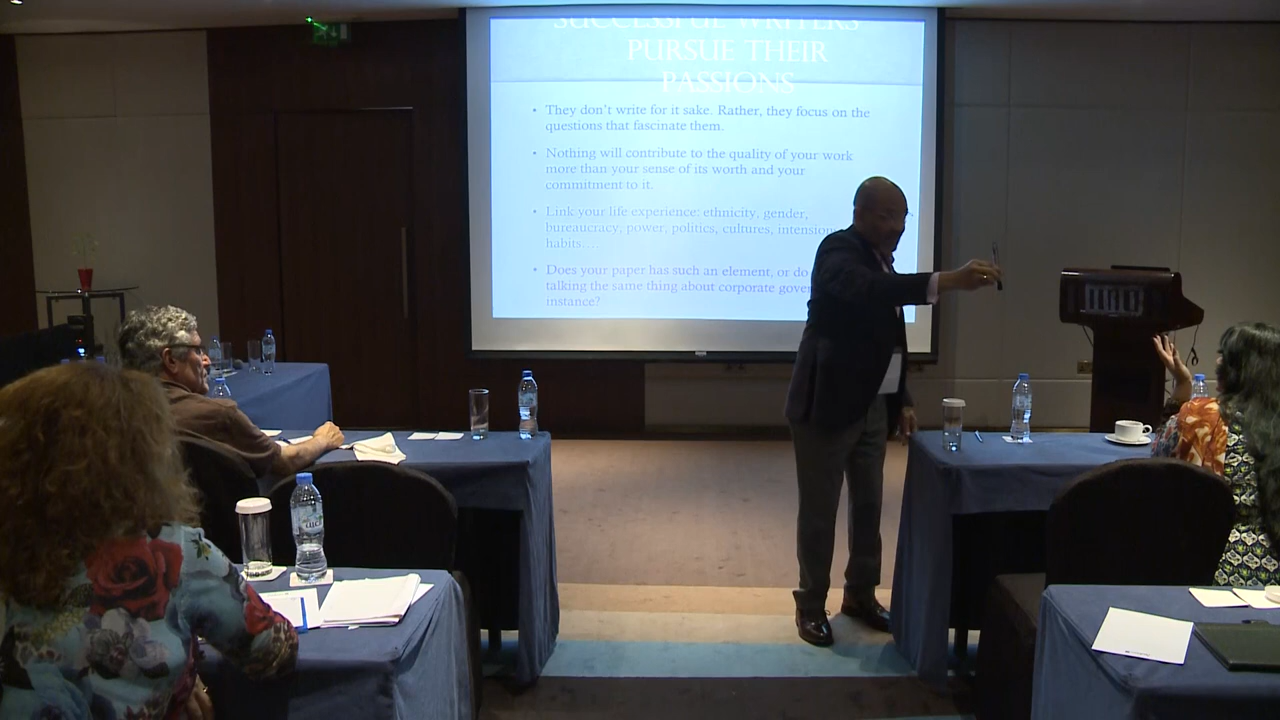 SUCCESSFUL WRITERS
PURSUE THEIR
PASSIONS
• They don't write for it sake. Rather, they focus on the
questions that fascinate them.
• Nothing will contribute to the quality of your work
more than your sense of its worth and your
commitment to it.
• Link your life experience: ethnicity, gender,
bureaucracy, power, politics, cultures,
habits….
• Does your paper has such an element, or do
talking the same thing about corporate
instance?